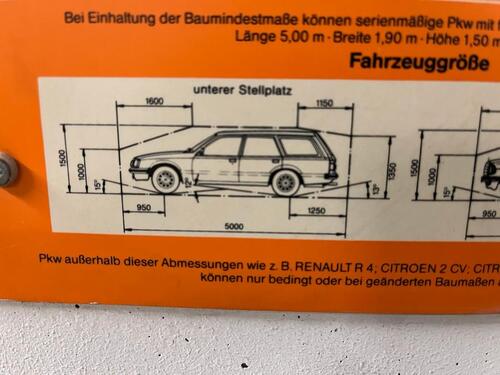 Bei Einhaltung der Baumindestmaße können serienmäßige Pkw mit
Länge 5,00 m · Breite 1,90 m · Höhe 1,50 m
Fahrzeuggröße
unterer Stellplatz
1600
1150
1500
1000
1000
1350
15°
12°
13°
15°
950
1250
950
5000
Pkw außerhalb dieser Abmessungen wie z. B. RENAULT R 4; CITROEN 2 CV;
können nur bedingt oder bei geänderten Baumaßen